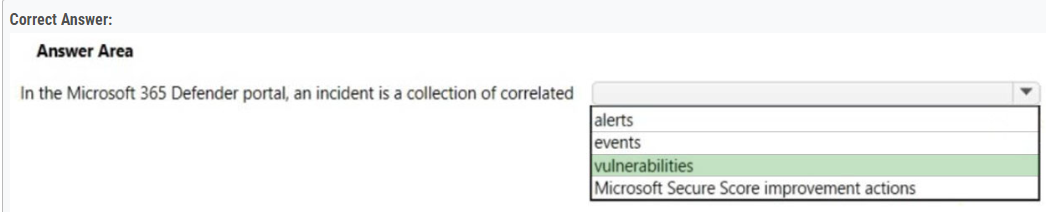 Correct Answer:
Answer Area
In the Microsoft 365 Defender portal, an incident is a collection of correlated
alerts
events
vulnerabilities
Microsoft Secure Score improvement actions